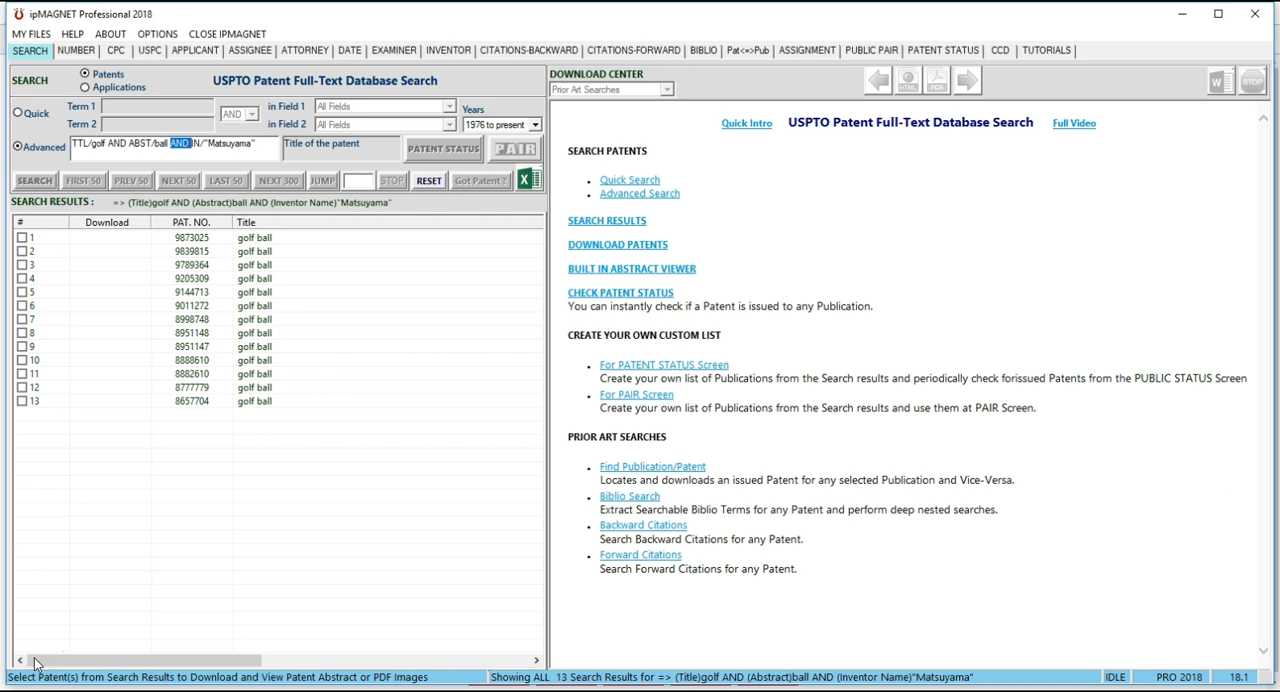 ipMAGNET Professional 2018
MY FILES HELP ABOUT OPTIONS CLOSE IPMAGNET
SEARCH NUMBER CPC USPC APPLICANT ASSIGNEE ATTORNEY DATE EXAMINER INVENTOR CITATIONS-BACKWARD CITATIONS-FORWARD BIBLIO Pat<=>Pub ASSIGNMENT PUBLIC PAIR PATENT STATUS CCD TUTORIALS
SEARCH Patents Applications USPTO Patent Full-Text Database Search
Quick Term 1 AND in Field 1 All Fields Years
Term 2 in Field 2 All Fields 1976 to present
Advanced TTL/golf AND ABST/ball AND IN/"Matsuyama" Title of the patent PATENT STATUS PAIR
SEARCH FIRST 50 PREV 50 NEXT 50 LAST 50 NEXT 300 JUMP STOP RESET Got Patent ?
SEARCH RESULTS : => (Title)golf AND (Abstract)ball AND (Inventor Name)"Matsuyama"
# Download PAT. NO. Title
1 9873025 golf ball
2 9839815 golf ball
3 9789364 golf ball
4 9205309 golf ball
5 9144713 golf ball
6 9011272 golf ball
7 8998748 golf ball
8 8951148 golf ball
9 8951147 golf ball
10 8888610 golf ball
11 8882610 golf ball
12 8777779 golf ball
13 8657704 golf ball
DOWNLOAD CENTER
Prior Art Searches
HTML PDF W STOP
Quick Intro USPTO Patent Full-Text Database Search Full Video
SEARCH PATENTS
Quick Search
Advanced Search
SEARCH RESULTS
DOWNLOAD PATENTS
BUILT IN ABSTRACT VIEWER
CHECK PATENT STATUS
You can instantly check if a Patent is issued to any Publication.
CREATE YOUR OWN CUSTOM LIST
For PATENT STATUS Screen
Create your own list of Publications from the Search results and periodically check forissued Patents from the PUBLIC STATUS Screen
For PAIR Screen
Create your own list of Publications from the Search results and use them at PAIR Screen.
PRIOR ART SEARCHES
Find Publication/Patent
Locates and downloads an issued Patent for any selected Publication and Vice-Versa.
Biblio Search
Extract Searchable Biblio Terms for any Patent and perform deep nested searches.
Backward Citations
Search Backward Citations for any Patent.
Forward Citations
Search Forward Citations for any Patent.
Select Patent(s) from Search Results to Download and View Patent Abstract or PDF Images Showing ALL 13 Search Results for => (Title)golf AND (Abstract)ball AND (Inventor Name)"Matsuyama" IDLE PRO 2018 18.1